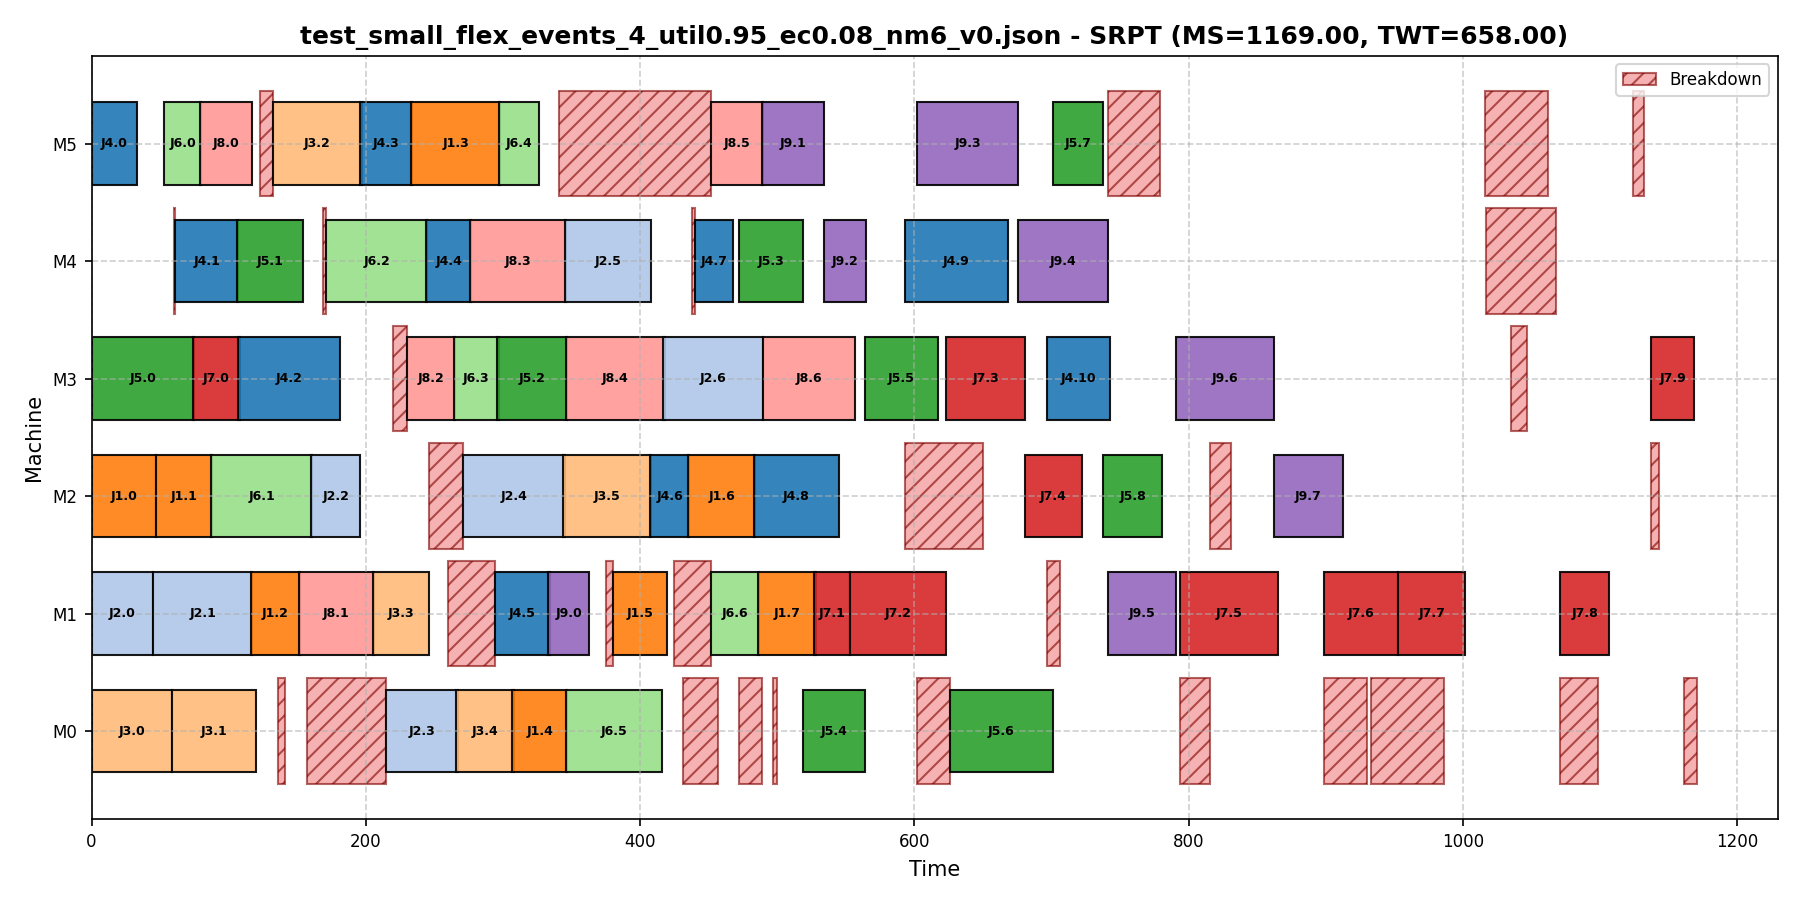 test_small_flex_events_4_util0.95_ec0.08_nm6_v0.json - SRPT (MS=1169.00, TWT=658.00)
Breakdown
M5
J4.0 J6.0 J8.0 J3.2 J4.3 J1.3 J6.4 J8.5 J9.1 J9.3 J5.7
M4
J4.1 J5.1 J6.2 J4.4 J8.3 J2.5 J4.7 J5.3 J9.2 J4.9 J9.4
M3
J5.0 J7.0 J4.2 J8.2 J6.3 J5.2 J8.4 J2.6 J8.6 J5.5 J7.3 J4.10 J9.6 J7.9
M2
J1.0 J1.1 J6.1 J2.2 J2.4 J3.5 J4.6 J1.6 J4.8 J7.4 J5.8 J9.7
M1
J2.0 J2.1 J1.2 J8.1 J3.3 J4.5 J9.0 J1.5 J6.6 J1.7 J7.1 J7.2 J9.5 J7.5 J7.6 J7.7 J7.8
M0
J3.0 J3.1 J2.3 J3.4 J1.4 J6.5 J5.4 J5.6
Machine
0 200 400 600 800 1000 1200
Time